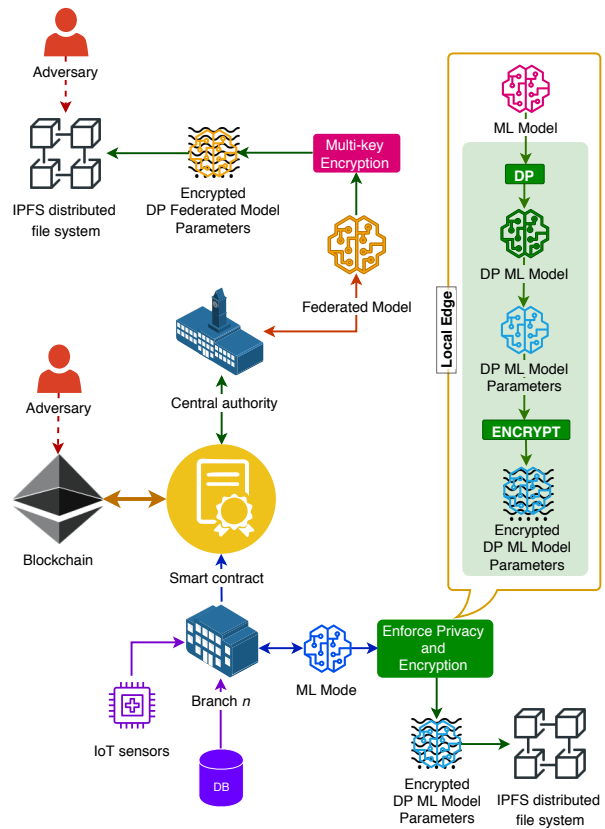 Adversary
IPFS distributed
file system
Encrypted
DP Federated Model
Parameters
Multi-key
Encryption
Federated Model
Central authority
Adversary
Blockchain
Smart contract
Branch n
IoT sensors
DB
ML Mode
Enforce Privacy
and
Encryption
Encrypted
DP ML Model
Parameters
IPFS distributed
file system
Local Edge
ML Model
DP
DP ML Model
DP ML Model
Parameters
ENCRYPT
Encrypted
DP ML Model
Parameters